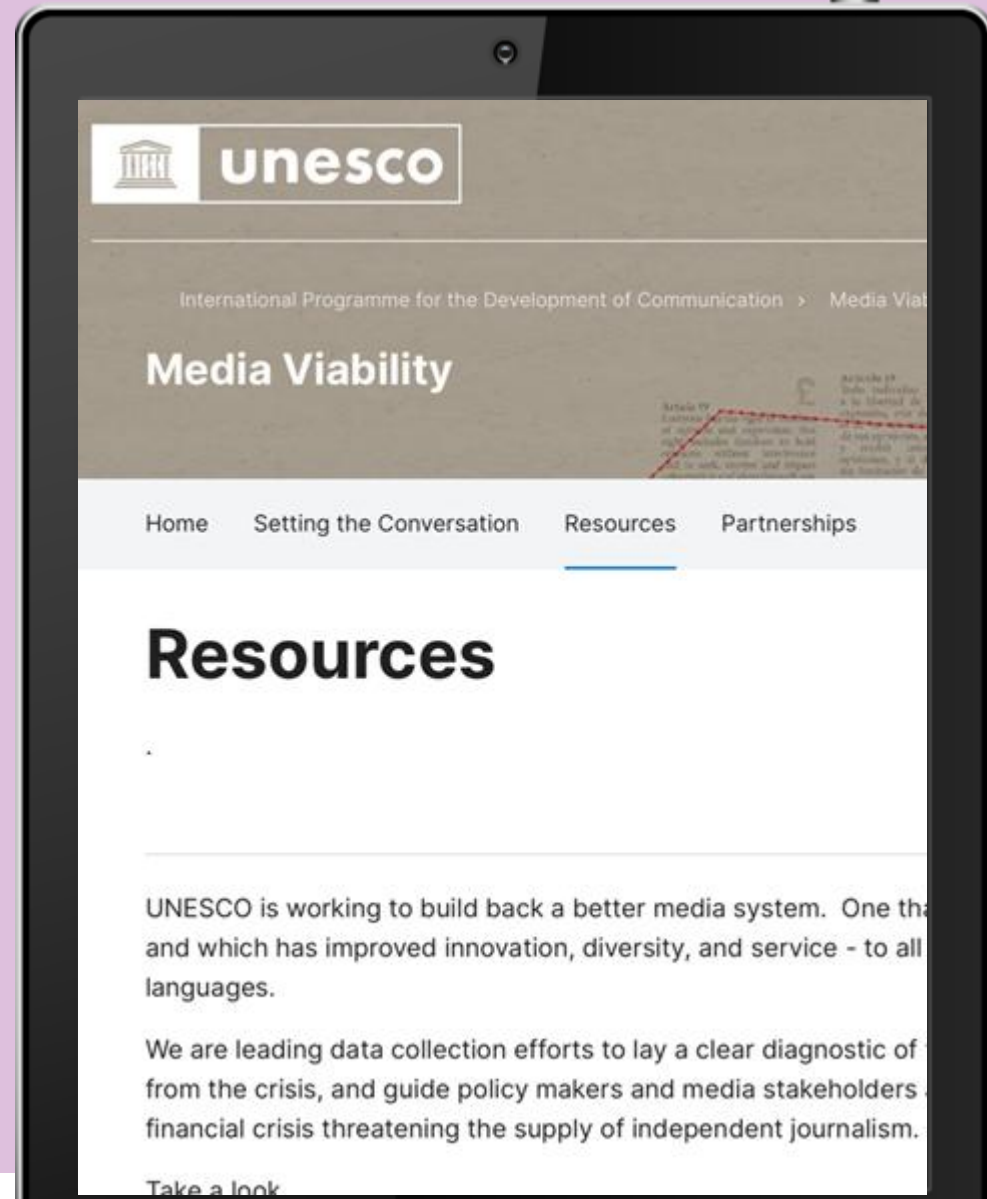 unesco
International Programme for the Development of Communication > Media Viab
Media Viability
£
Home Setting the Conversation Resources Partnerships
Resources
.
UNESCO is working to build back a better media system. One tha
and which has improved innovation, diversity, and service - to all
languages.
We are leading data collection efforts to lay a clear diagnostic of
from the crisis, and guide policy makers and media stakeholders
financial crisis threatening the supply of independent journalism.
Take a look